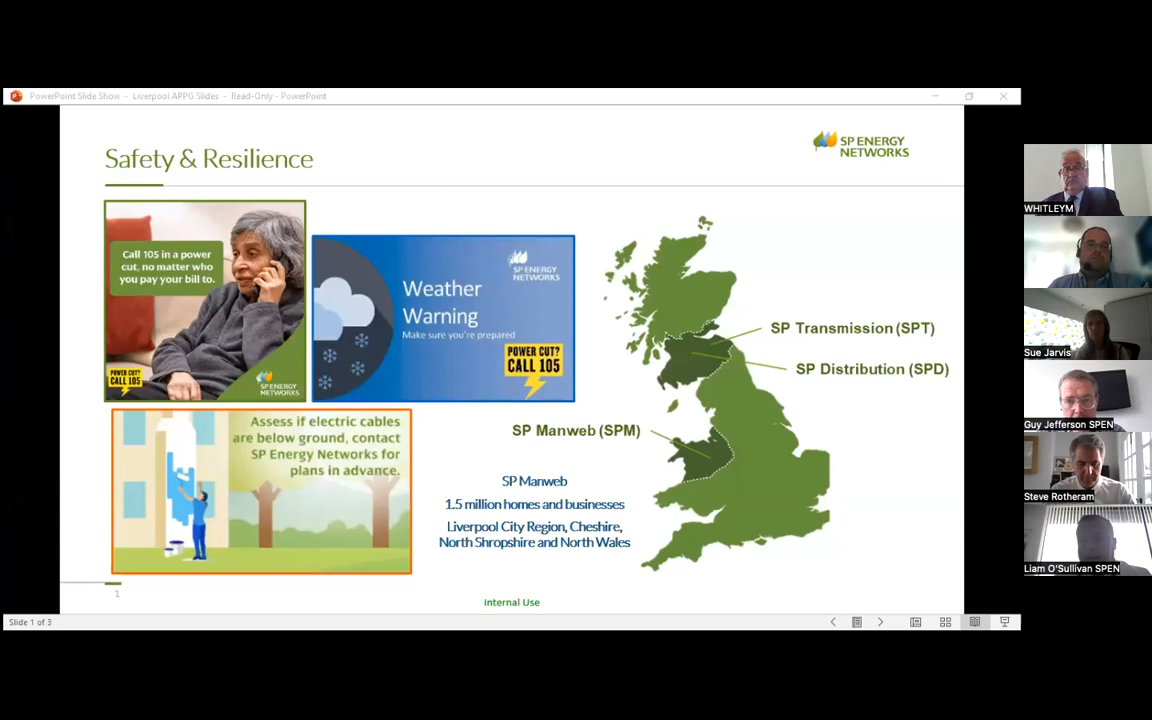 PowerPoint Slide Show - Liverpool APPG Slides - Read-Only - PowerPoint
Safety & Resilience
SP ENERGY
NETWORKS
Call 105 in a power
cut, no matter who
you pay your bill to.
POWER CUT?
CALL 105
SP ENERGY
NETWORKS
SP ENERGY
NETWORKS
Weather
Warning
Make sure you're prepared
POWER CUT?
CALL 105
Assess if electric cables
are below ground, contact
SP Energy Networks for
plans in advance.
SP Transmission (SPT)
SP Distribution (SPD)
SP Manweb (SPM)
SP Manweb
1.5 million homes and businesses
Liverpool City Region, Cheshire,
North Shropshire and North Wales
1
Internal Use
Slide 1 of 3
WHITLEYM
Sue Jarvis
Guy Jefferson SPEN
Steve Rotheram
Liam O'Sullivan SPEN